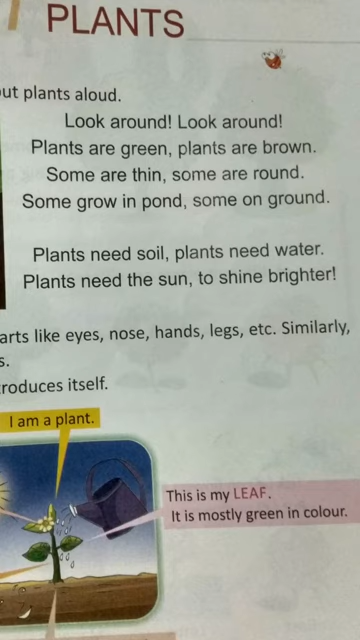 PLANTS
ut plants aloud.
Look around! Look around!
Plants are green, plants are brown.
Some are thin, some are round.
Some grow in pond, some on ground.
Plants need soil, plants need water.
Plants need the sun, to shine brighter!
arts like eyes, nose, hands, legs, etc. Similarly,
s.
roduces itself.
I am a plant.
This is my LEAF.
It is mostly green in colour.